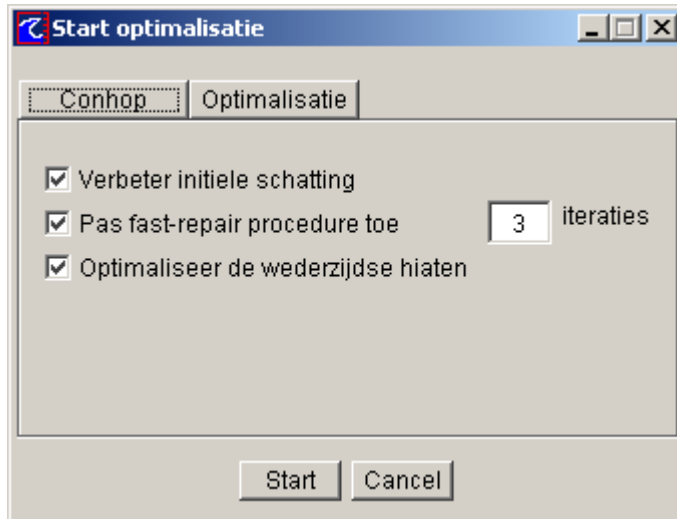 Start optimalisatie
Conhop Optimalisatie
Verbeter initiele schatting
Pas fast-repair procedure toe 3 iteraties
Optimaliseer de wederzijdse hiaten
Start Cancel